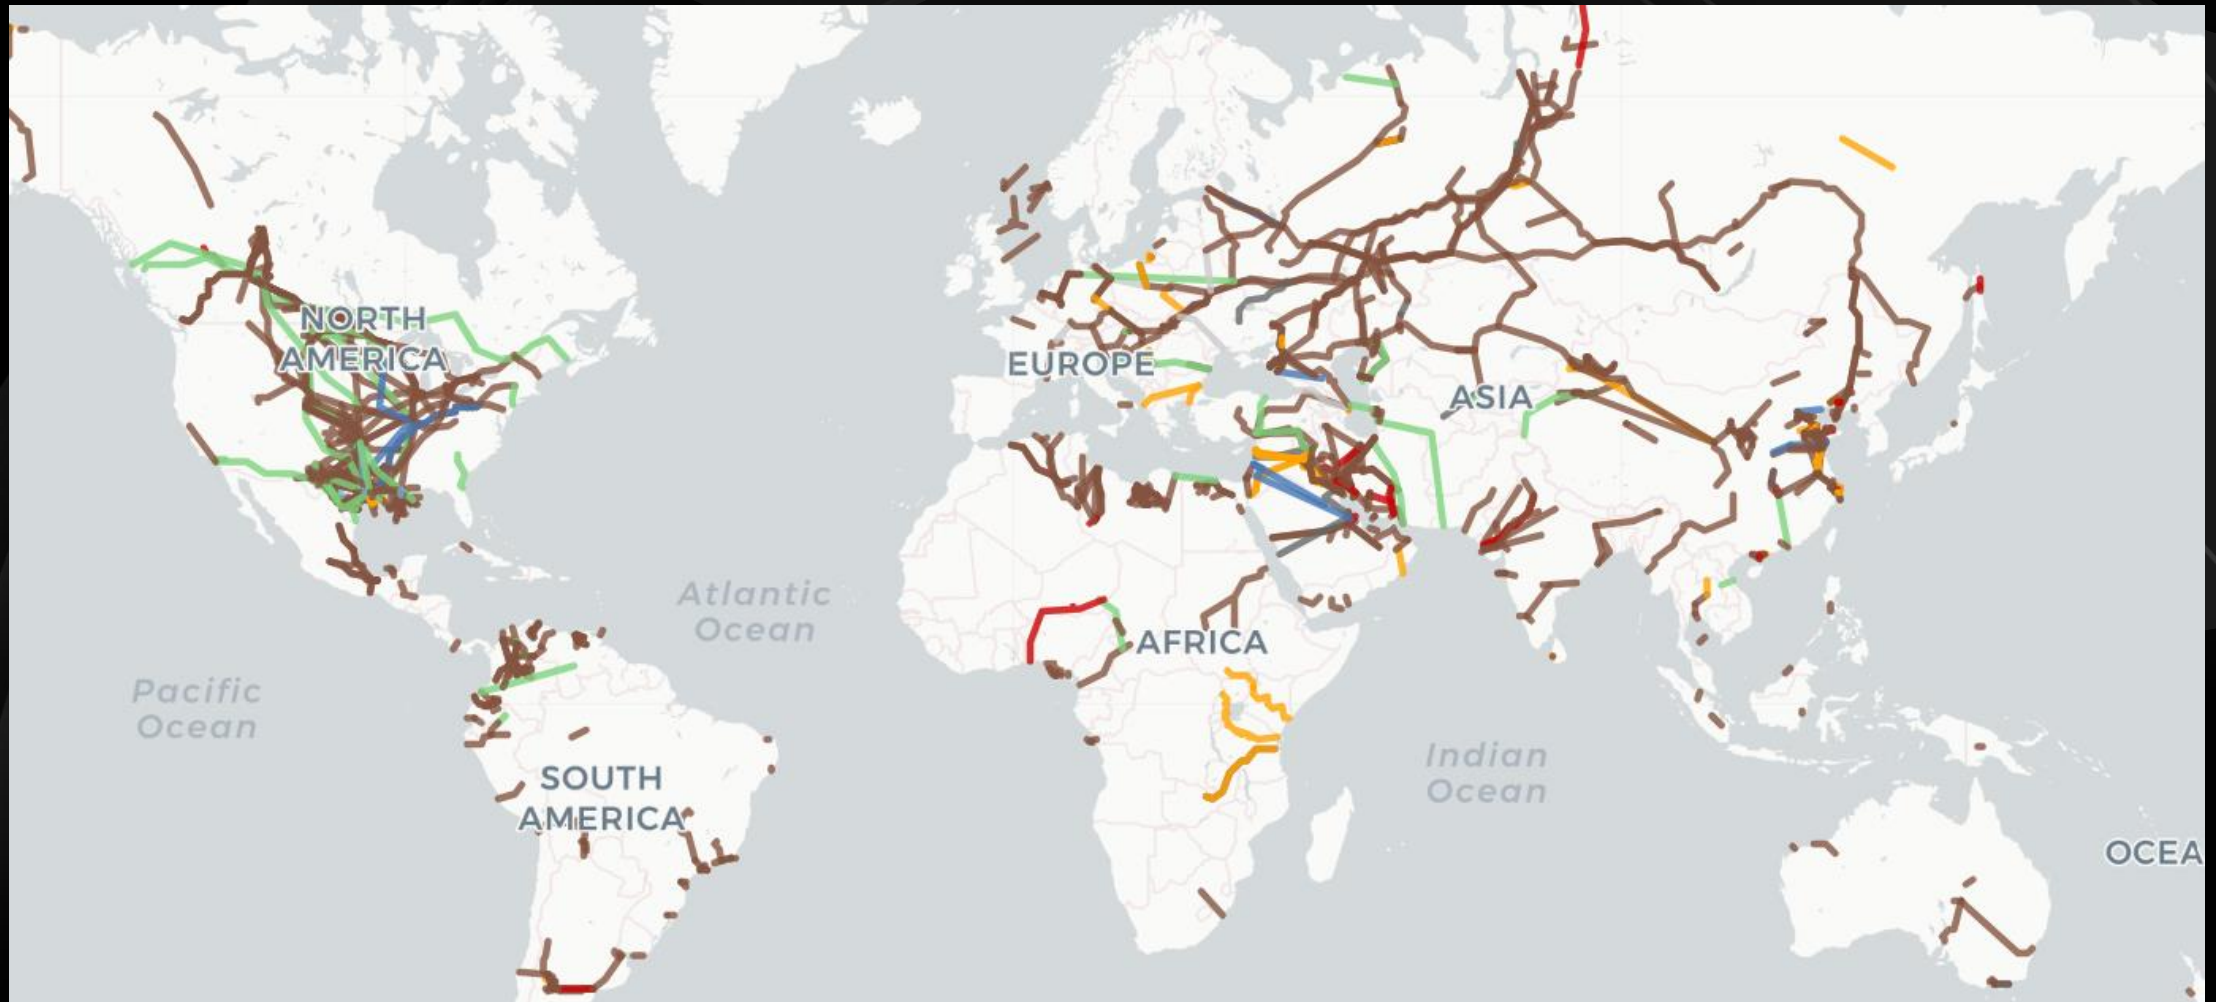 NORTH
AMERICA
EUROPE
ASIA
Atlantic
Ocean
AFRICA
Pacific
Ocean
SOUTH
AMERICA
Indian
Ocean
OCEA